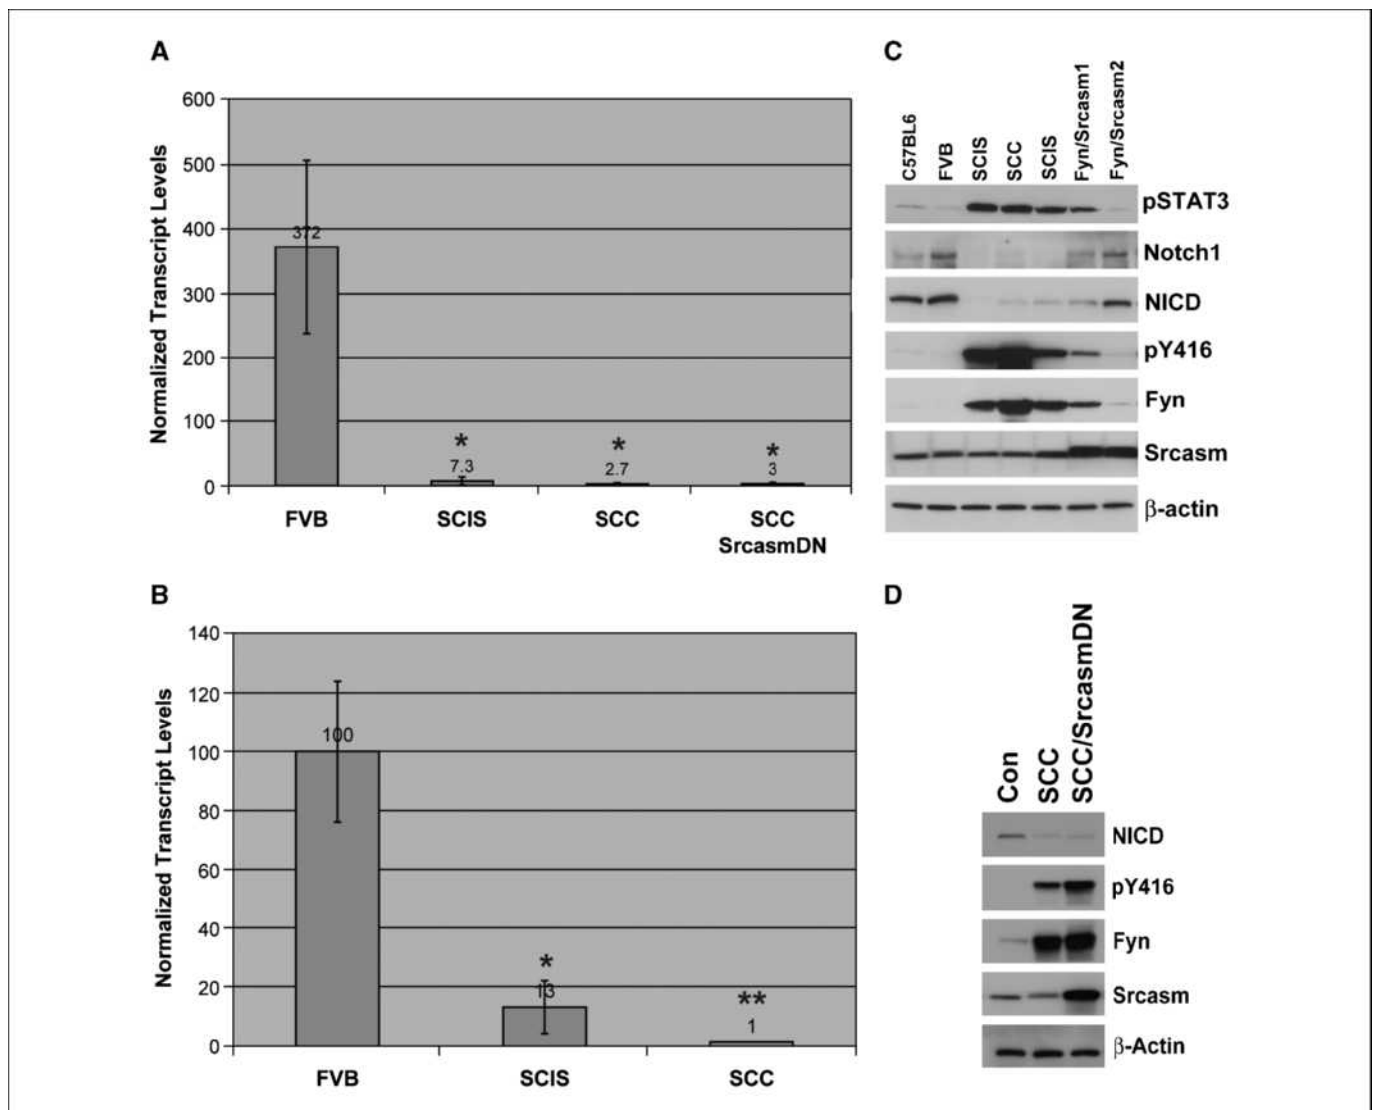 A
Normalized Transcript Levels
600
500
400
300
200
100
0
372
*
7.3
*
2.7
*
3
FVB
SCIS
SCC
SCC
SrcasmDN
B
Normalized Transcript Levels
140
120
100
80
60
40
20
0
100
*
13
**
1
FVB
SCIS
SCC
C
C57BL6
FVB
SCIS
SCC
SCIS
Fyn/Srcasm1
Fyn/Srcasm2
pSTAT3
Notch1
NICD
pY416
Fyn
Srcasm
β-actin
D
Con
SCC
SCC/SrcasmDN
NICD
pY416
Fyn
Srcasm
β-Actin